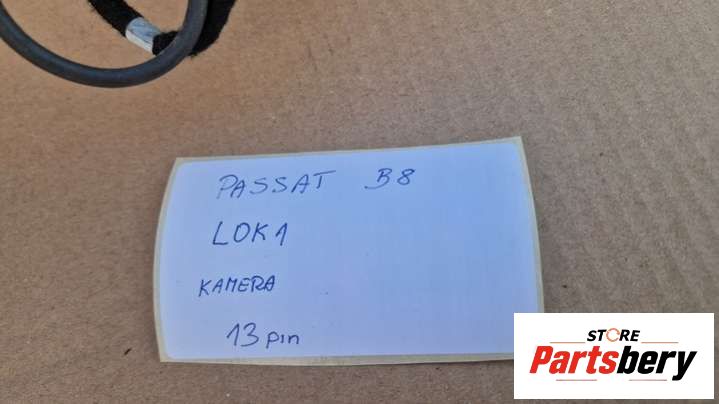 PASSAT B8
LOK1
KAMERA
13 pin
STORE
Partsbery